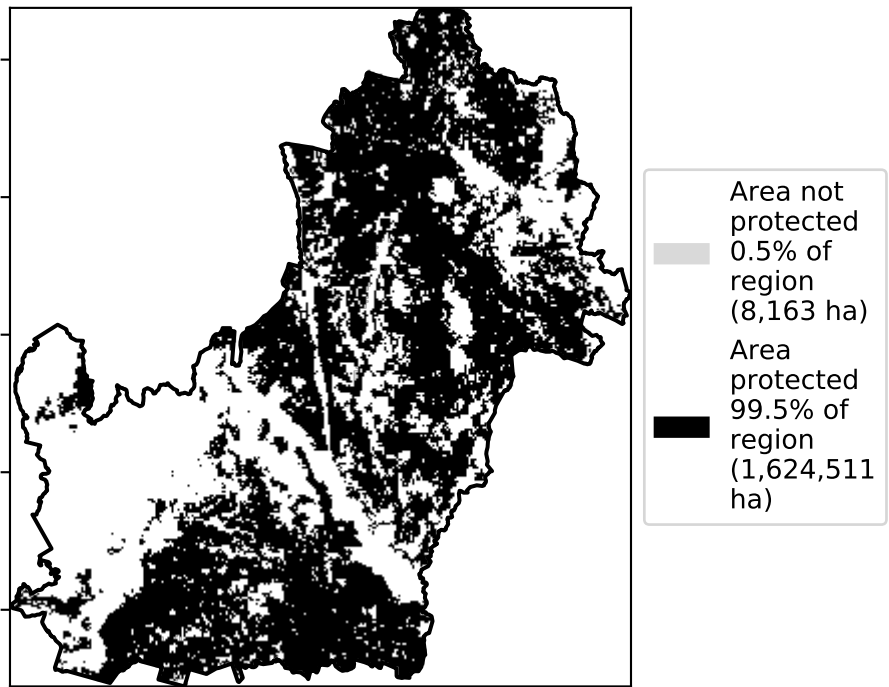 Area not
protected
0.5% of
region
(8,163 ha)
Area
protected
99.5% of
region
(1,624,511
ha)